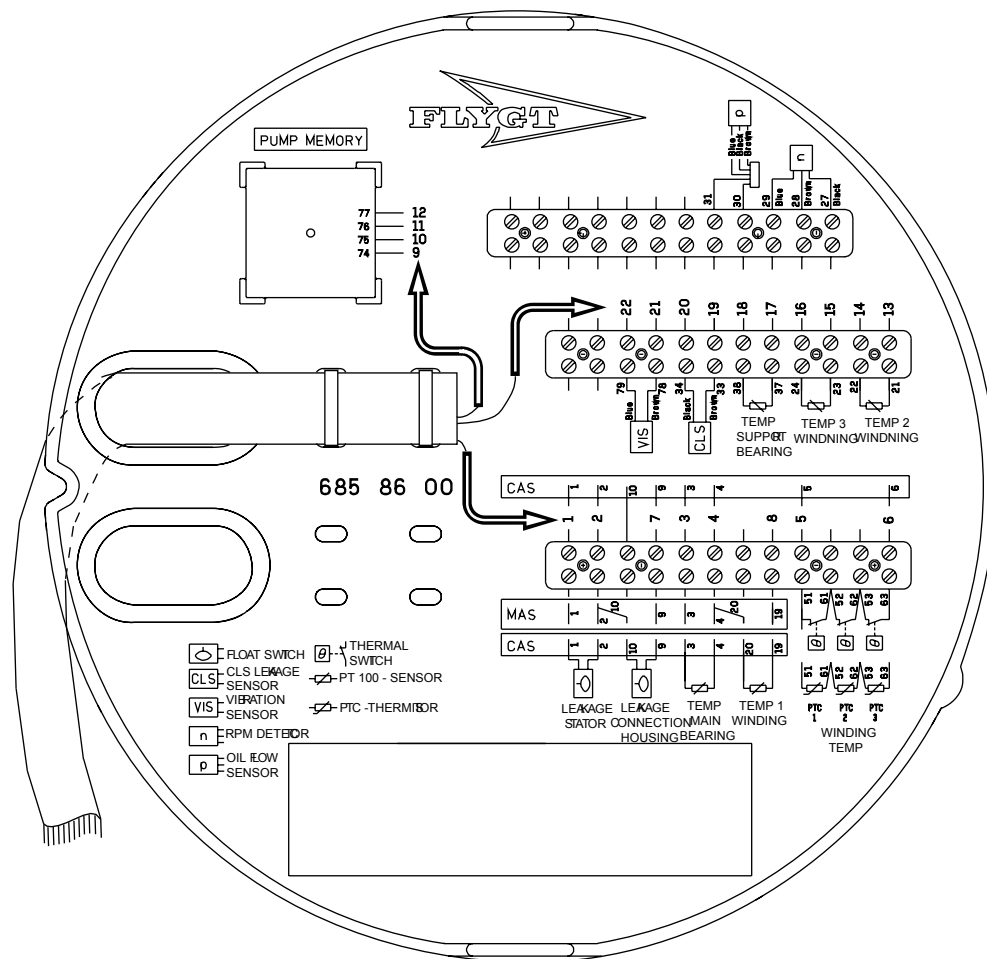 FLYGT
PUMP MEMORY
77 12
76 11
75 10
74 9
p
Blue
Black
Brown
n
31
30
29
Blue
28
Brown
27
Black
22 21 20 19 18 17 16 15 14 13
79 78 34 33 38 37 24 23 22 21
Blue
Brown
Black
Brown
VIS
CLS
TEMP
SUPPORT
BEARING
TEMP 3
WINDNING
TEMP 2
WINDNING
685 86 00
CAS 1 2 10 9 3 4 5 6
1 2 7 3 4 8 5 6
MAS 1 2 10 9 3 4 20 19
CAS 1 2 10 9 3 4 20 19
51 61 52 62 53 63
θ θ θ
51 61 52 62 53 63
PTC
1
PTC
2
PTC
3
LEAKAGE
STATOR
LEAKAGE
CONNECTION
HOUSING
TEMP
MAIN
BEARING
TEMP 1
WINDING
WINDING
TEMP
FLOAT SWITCH
CLS CLS LEAKAGE
SENSOR
VIS VIBRATION
SENSOR
n RPM DETECTOR
p OIL FLOW
SENSOR
θ THERMAL
SWITCH
PT 100 - SENSOR
PTC -THERMISTOR